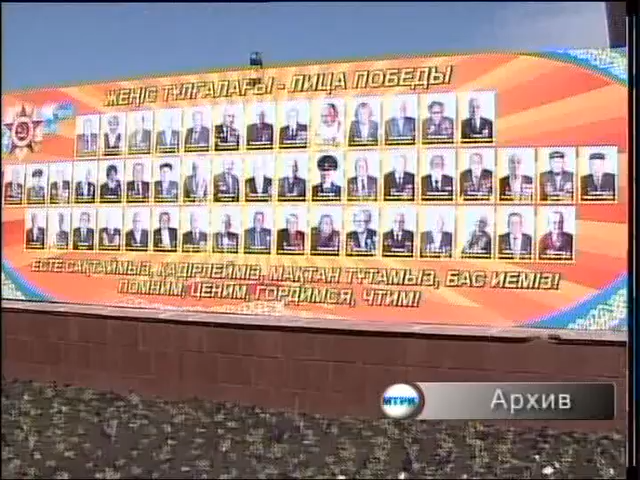 ЖЕҢІС ТҰЛҒАЛАРЫ - ЛИЦА ПОБЕДЫ
ЕСТЕ САҚТАЙМЫЗ, ҚАДІРЛЕЙМІЗ, МАҚТАН ТҰТАМЫЗ, БАС ИЕМІЗ!
ПОМНИМ, ЦЕНИМ, ГОРДИМСЯ, ЧТИМ!
МТРК
Архив